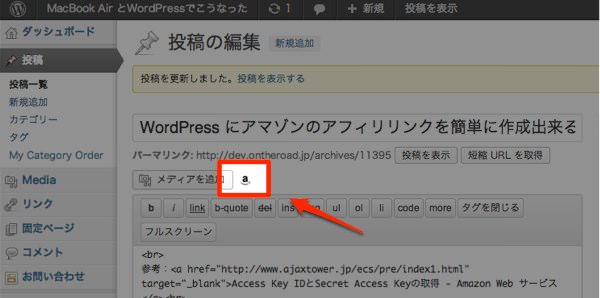 MacBook Air とWordPressでこうなった 1 新規 投稿を表示
ダッシュボード
投稿
投稿一覧
新規追加
カテゴリー
タグ
My Category Order
Media
リンク
固定ページ
コメント
お問い合わせ
投稿の編集 新規追加
投稿を更新しました。投稿を表示する
WordPress にアマゾンのアフィリリンクを簡単に作成出来る
パーマリンク: http://dev.ontheroad.jp/archives/11395 投稿を表示 短縮 URL を取得
メディアを追加 a
b i link b-quote del ins ul ol li code more タグを閉じる
フルスクリーン
<br>
参考：<a href="http://www.ajaxtower.jp/ecs/pre/index1.html"
target="_blank">Access Key IDとSecret Access Keyの取得 - Amazon Web サービス